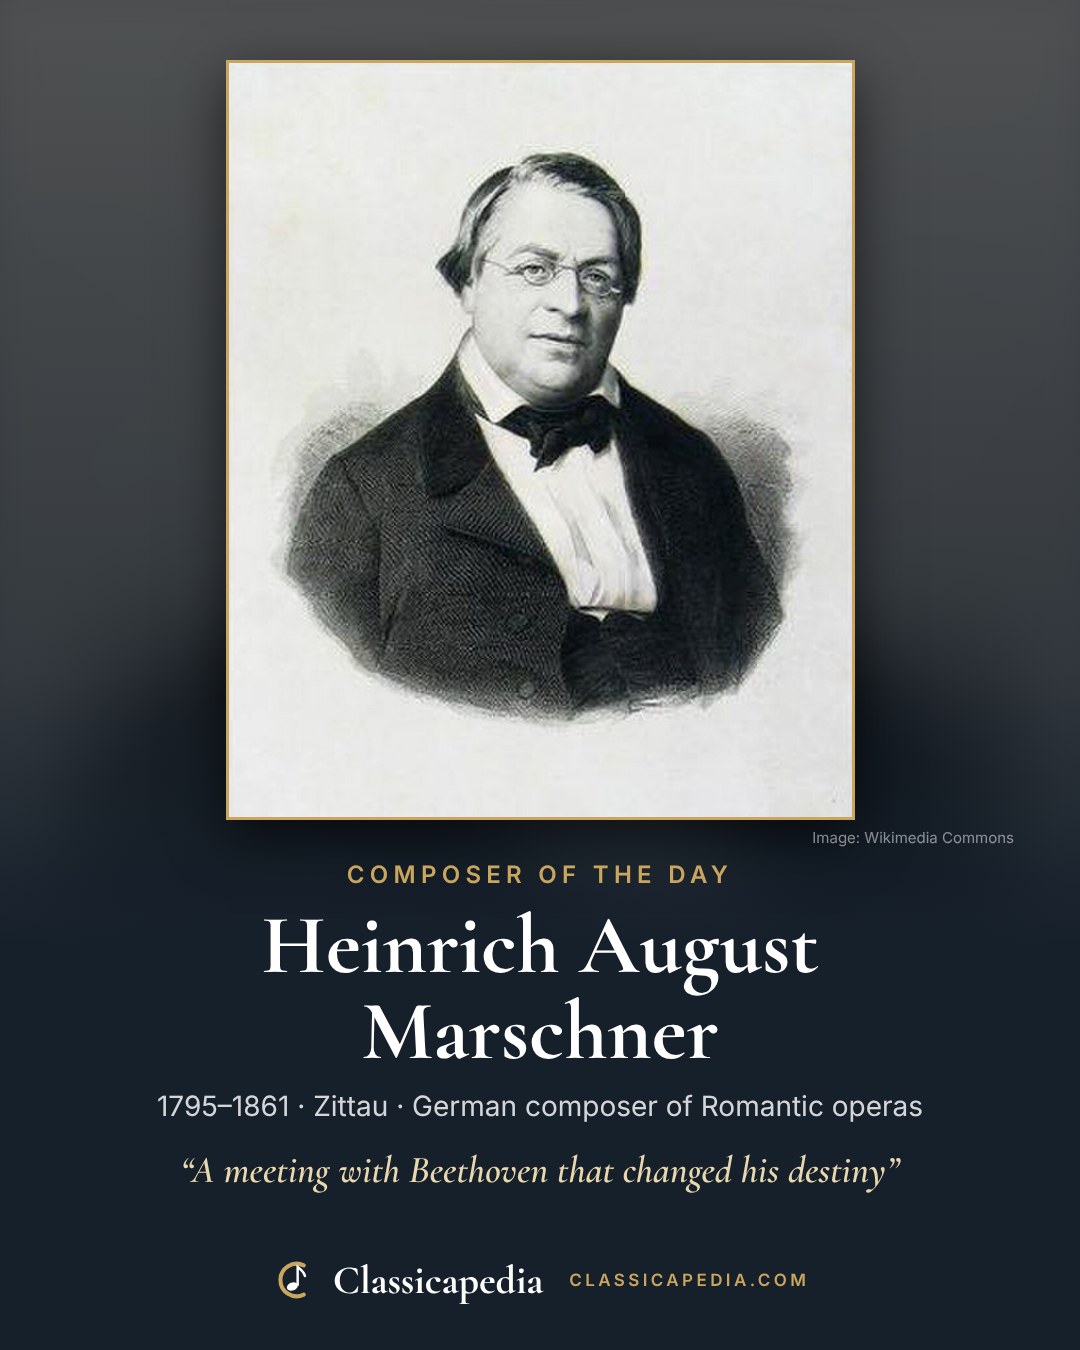 Image: Wikimedia Commons
COMPOSER OF THE DAY
Heinrich August
Marschner
1795–1861 · Zittau · German composer of Romantic operas
“A meeting with Beethoven that changed his destiny”
Classicapedia CLASSICAPEDIA.COM